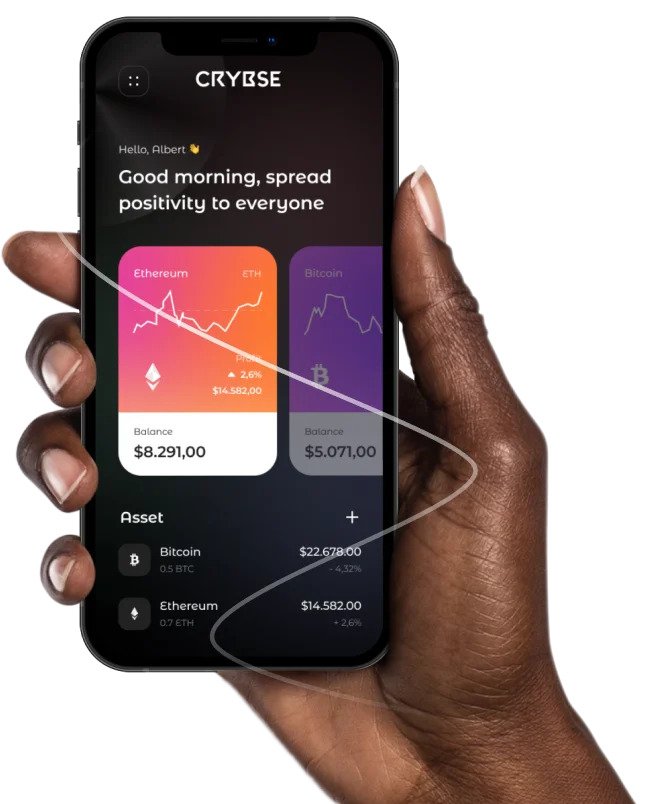 CRYBSE
Hello, Albert 👋
Good morning, spread
positivity to everyone
Ethereum ETH
Profit
2,6%
$14.582,00
Balance
$8.291,00
Bitcoin
Balance
$5.071,00
Asset +
Bitcoin $22.678.00
0.5 BTC - 4,32%
Ethereum $14.582.00
0.7 ETH + 2,6%